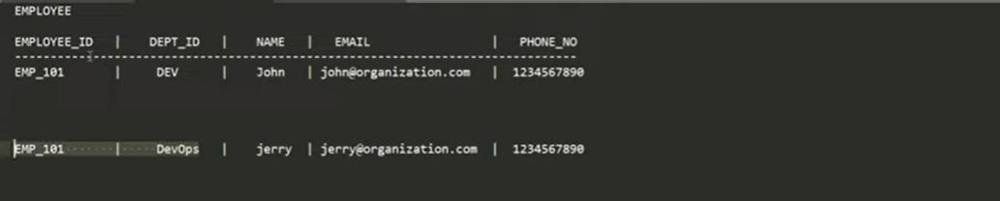 EMPLOYEE
EMPLOYEE_ID | DEPT_ID | NAME | EMAIL | PHONE_NO
--------------------------------------------------------------------------------
EMP_101 | DEV | John | john@organization.com | 1234567890
EMP_101 | DevOps | jerry | jerry@organization.com | 1234567890